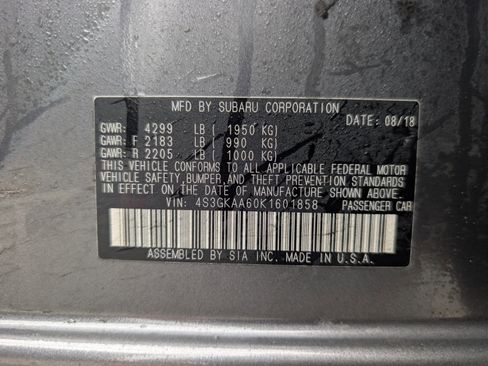 MFD BY SUBARU CORPORATION
DATE: 08/18
GVWR: 4299 LB ( 1950 KG)
GAWR: F 2183 LB ( 990 KG)
GAWR: R 2205 LB ( 1000 KG)
THIS VEHICLE CONFORMS TO ALL APPLICABLE FEDERAL MOTOR
VEHICLE SAFETY, BUMPER, AND THEFT PREVENTION STANDARDS
IN EFFECT ON THE DATE OF MANUFACTURE SHOWN ABOVE.
VIN: 4S3GKAA60K1601858 PASSENGER CAR
ASSEMBLED BY SIA INC. MADE IN U.S.A.